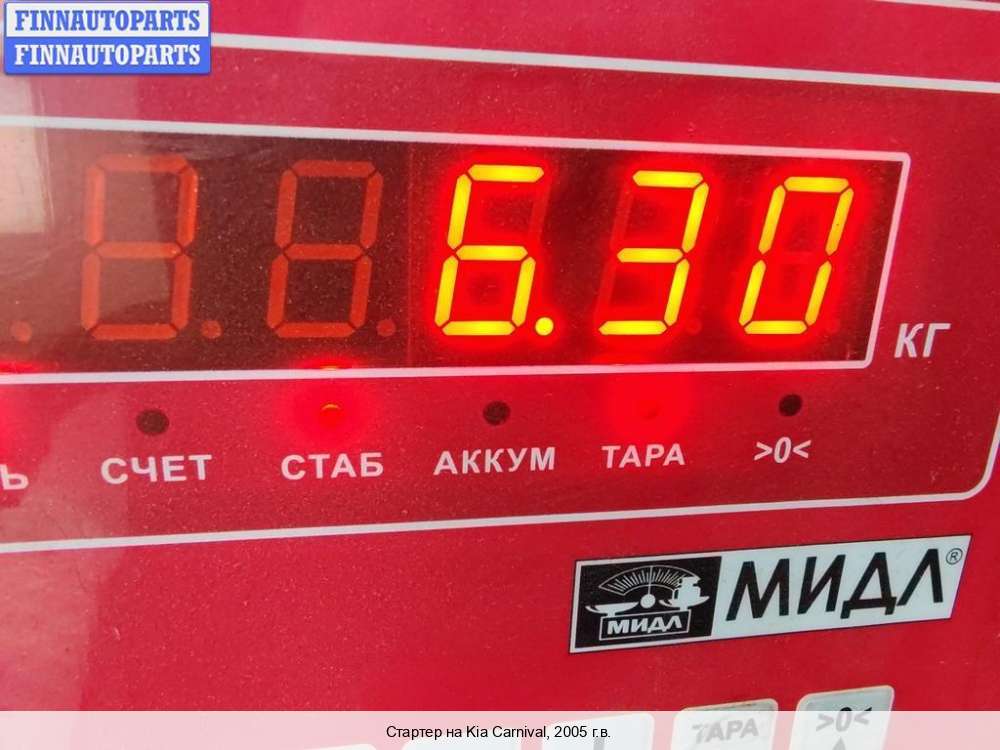 FINNAUTOPARTS
FINNAUTOPARTS
6.30
КГ
СЧЕТ СТАБ АККУМ ТАРА >0<
МИДЛ МИДЛ®
ТАРА >0<
Стартер на Kia Carnival, 2005 г.в.